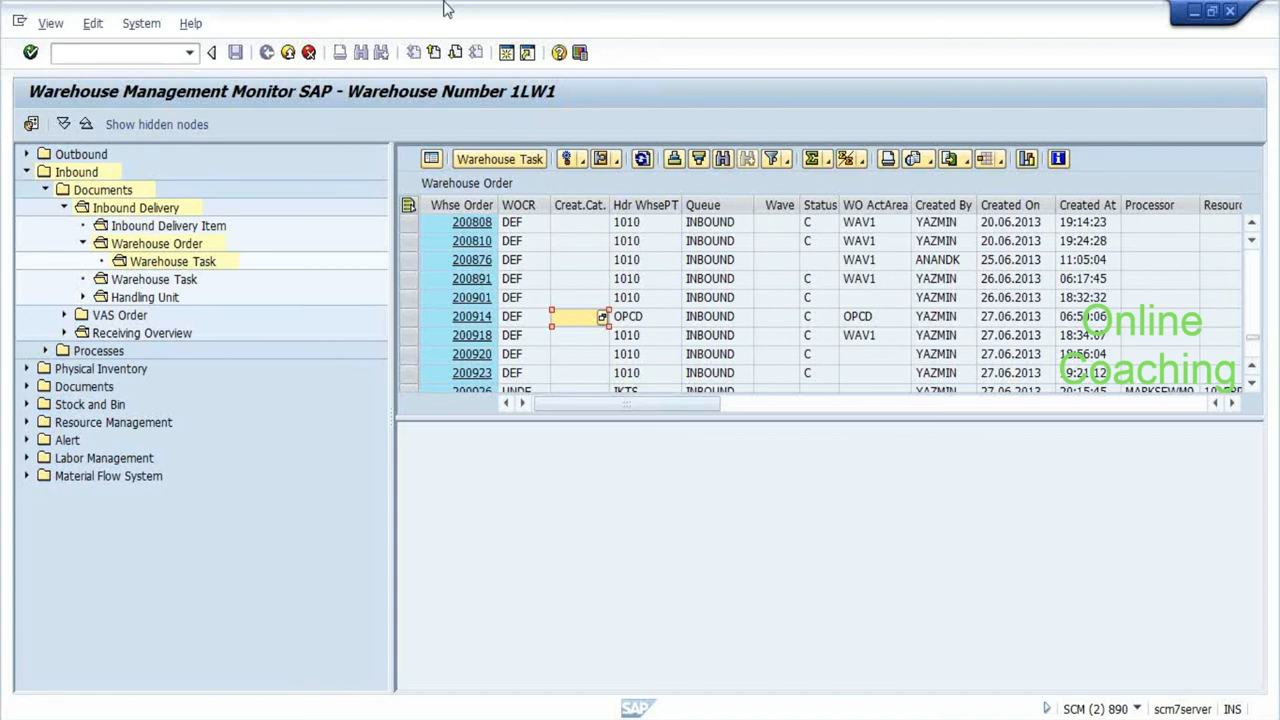 View Edit System Help
Warehouse Management Monitor SAP - Warehouse Number 1LW1
Show hidden nodes
Outbound
Inbound
Documents
Inbound Delivery
Inbound Delivery Item
Warehouse Order
Warehouse Task
Warehouse Task
Handling Unit
VAS Order
Receiving Overview
Processes
Physical Inventory
Documents
Stock and Bin
Resource Management
Alert
Labor Management
Material Flow System
Warehouse Task
Warehouse Order
Whse Order WOCR Creat.Cat. Hdr WhsePT Queue Wave Status WO ActArea Created By Created On Created At Processor Resourc
200808 DEF 1010 INBOUND C WAV1 YAZMIN 20.06.2013 19:14:23
200810 DEF 1010 INBOUND C WAV1 YAZMIN 20.06.2013 19:24:28
200876 DEF 1010 INBOUND WAV1 ANANDK 25.06.2013 11:05:04
200891 DEF 1010 INBOUND C WAV1 YAZMIN 26.06.2013 06:17:45
200901 DEF 1010 INBOUND C YAZMIN 26.06.2013 18:32:32
200914 DEF OPCD INBOUND C OPCD YAZMIN 27.06.2013
200918 DEF 1010 INBOUND C WAV1 YAZMIN 27.06.2013
200920 DEF 1010 INBOUND C YAZMIN 27.06.2013
200923 DEF 1010 INBOUND C YAZMIN 27.06.2013
Online
Coaching
SAP
SCM (2) 890 scm7server INS